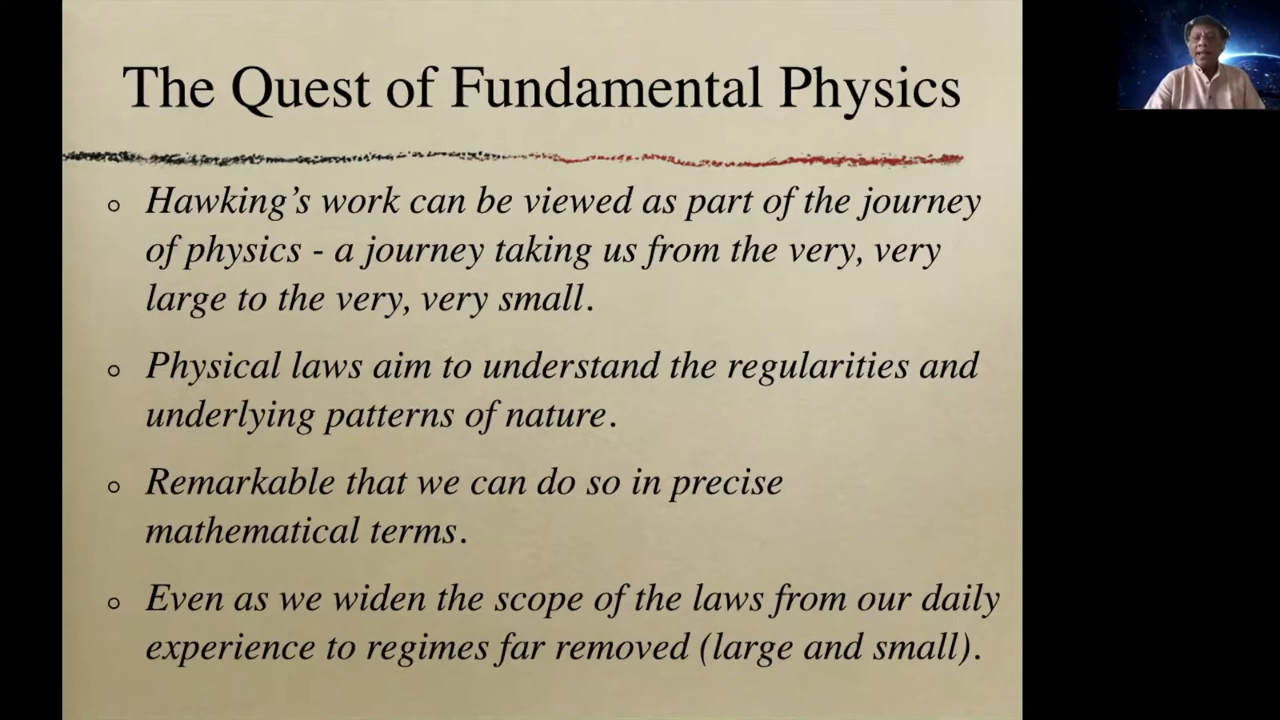 The Quest of Fundamental Physics
Hawking’s work can be viewed as part of the journey
of physics - a journey taking us from the very, very
large to the very, very small.
Physical laws aim to understand the regularities and
underlying patterns of nature.
Remarkable that we can do so in precise
mathematical terms.
Even as we widen the scope of the laws from our daily
experience to regimes far removed (large and small).